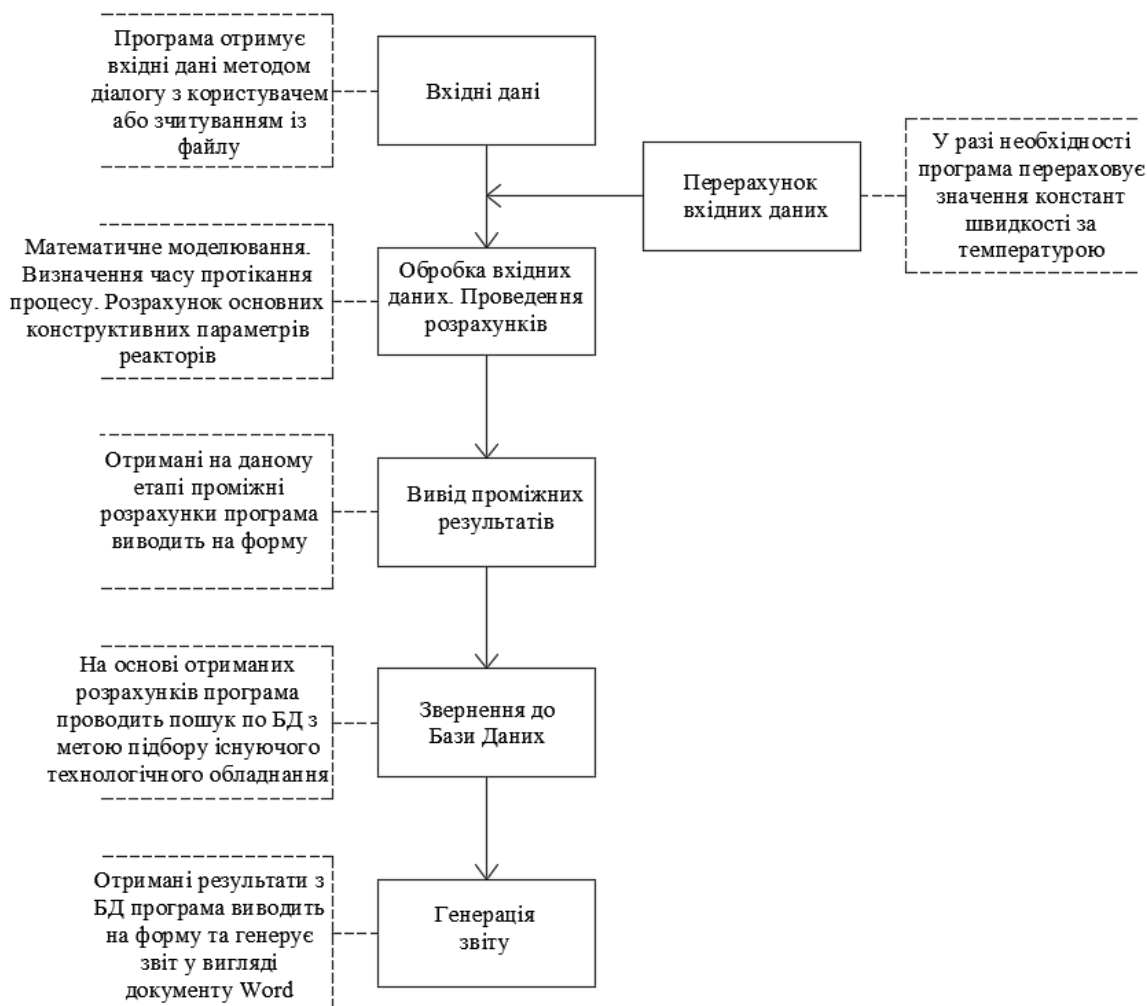 Програма отримує
вхідні дані методом
діалогу з користувачем
або зчитуванням із
файлу
Вхідні дані
Перерахунок
вхідних даних
У разі необхідності
програма перераховує
значення констант
швидкості за
температурою
Математичне моделювання.
Визначення часу протікання
процесу. Розрахунок основних
конструктивних параметрів
реакторів
Обробка вхідних
даних. Проведення
розрахунків
Отримані на даному
етапі проміжні
розрахунки програма
виводить на форму
Вивід проміжних
результатів
На основі отриманих
розрахунків програма
проводить пошук по БД з
метою підбору існуючого
технологічного обладнання
Звернення до
Бази Даних
Отримані результати з
БД програма виводить
на форму та генерує
звіт у вигляді
документу Word
Генерація
звіту